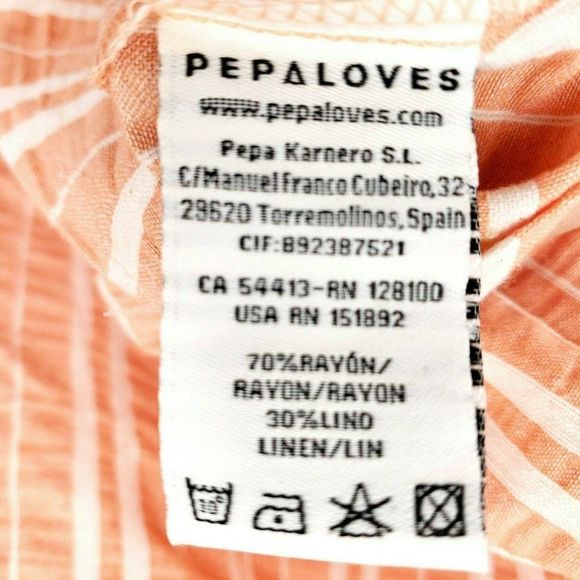 PEPALOVES
www.pepaloves.com
Pepa Karnero S.L.
C/Manuel Franco Cubeiro, 32
29620 Torremolinos, Spain
CIF:B92387521
CA 54413-RN 128100
USA RN 151892
70%RAYÓN/
RAYON/RAYON
30%LINO
LINEN/LIN